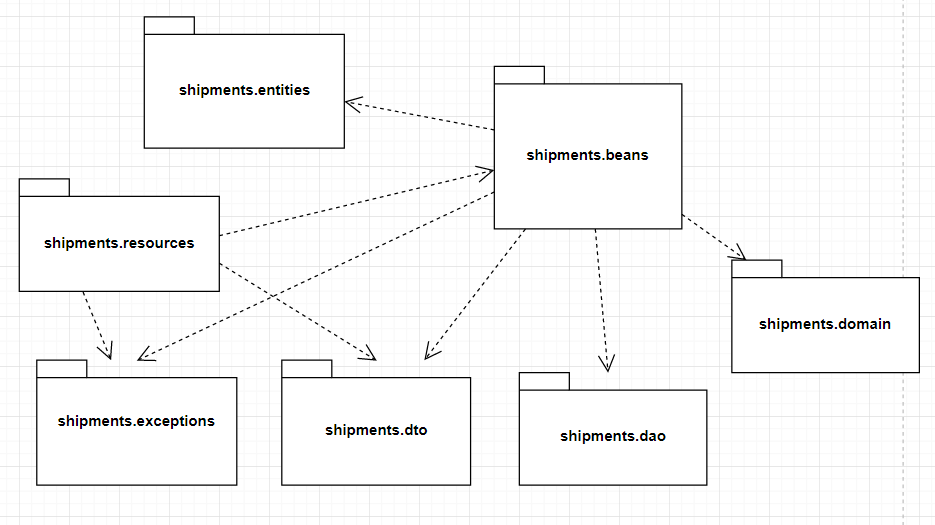 shipments.entities
shipments.beans
shipments.resources
shipments.domain
shipments.exceptions
shipments.dto
shipments.dao